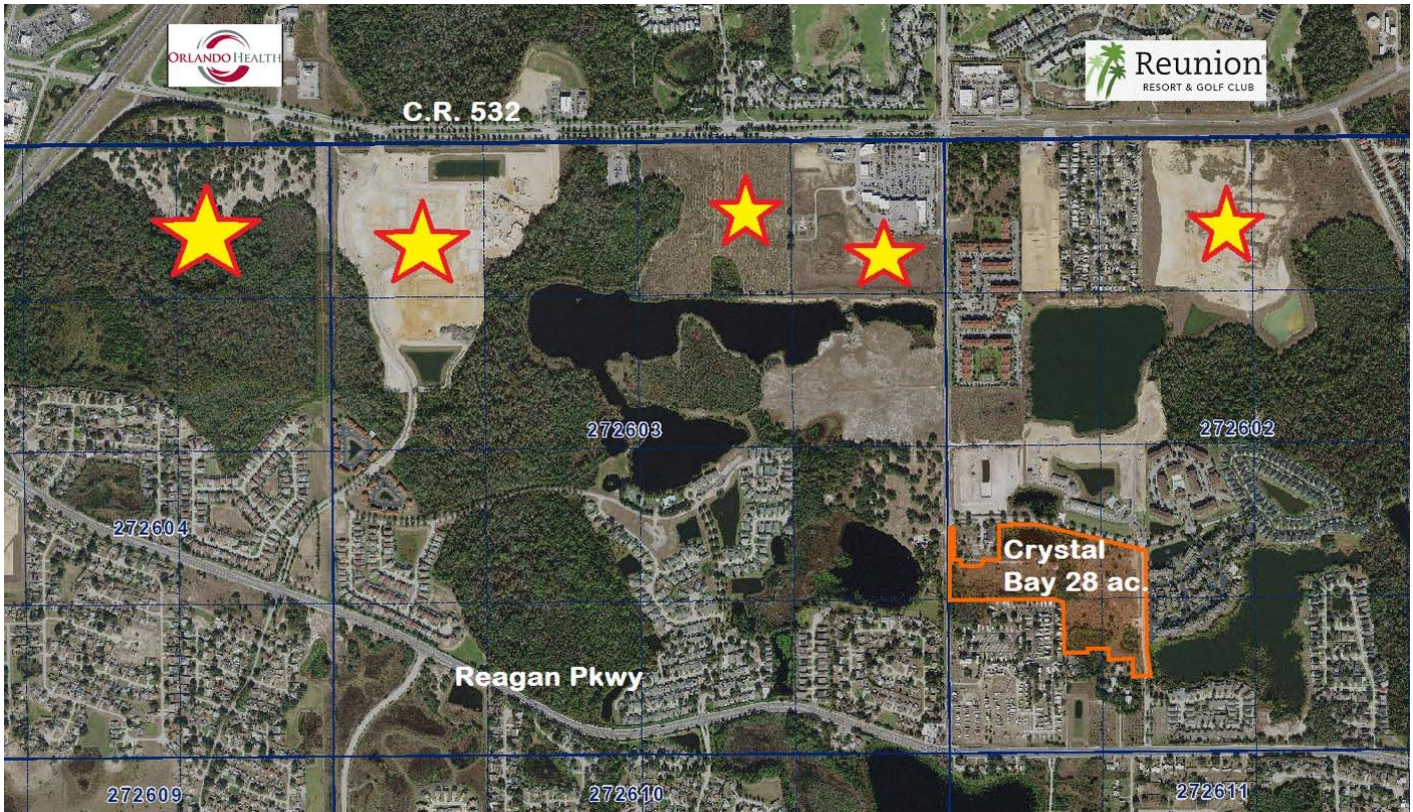 ORLANDO HEALTH
Reunion
RESORT & GOLF CLUB
C.R. 532
272603
272602
272604
Crystal
Bay 28 ac.
Reagan Pkwy
272609
272610
272611